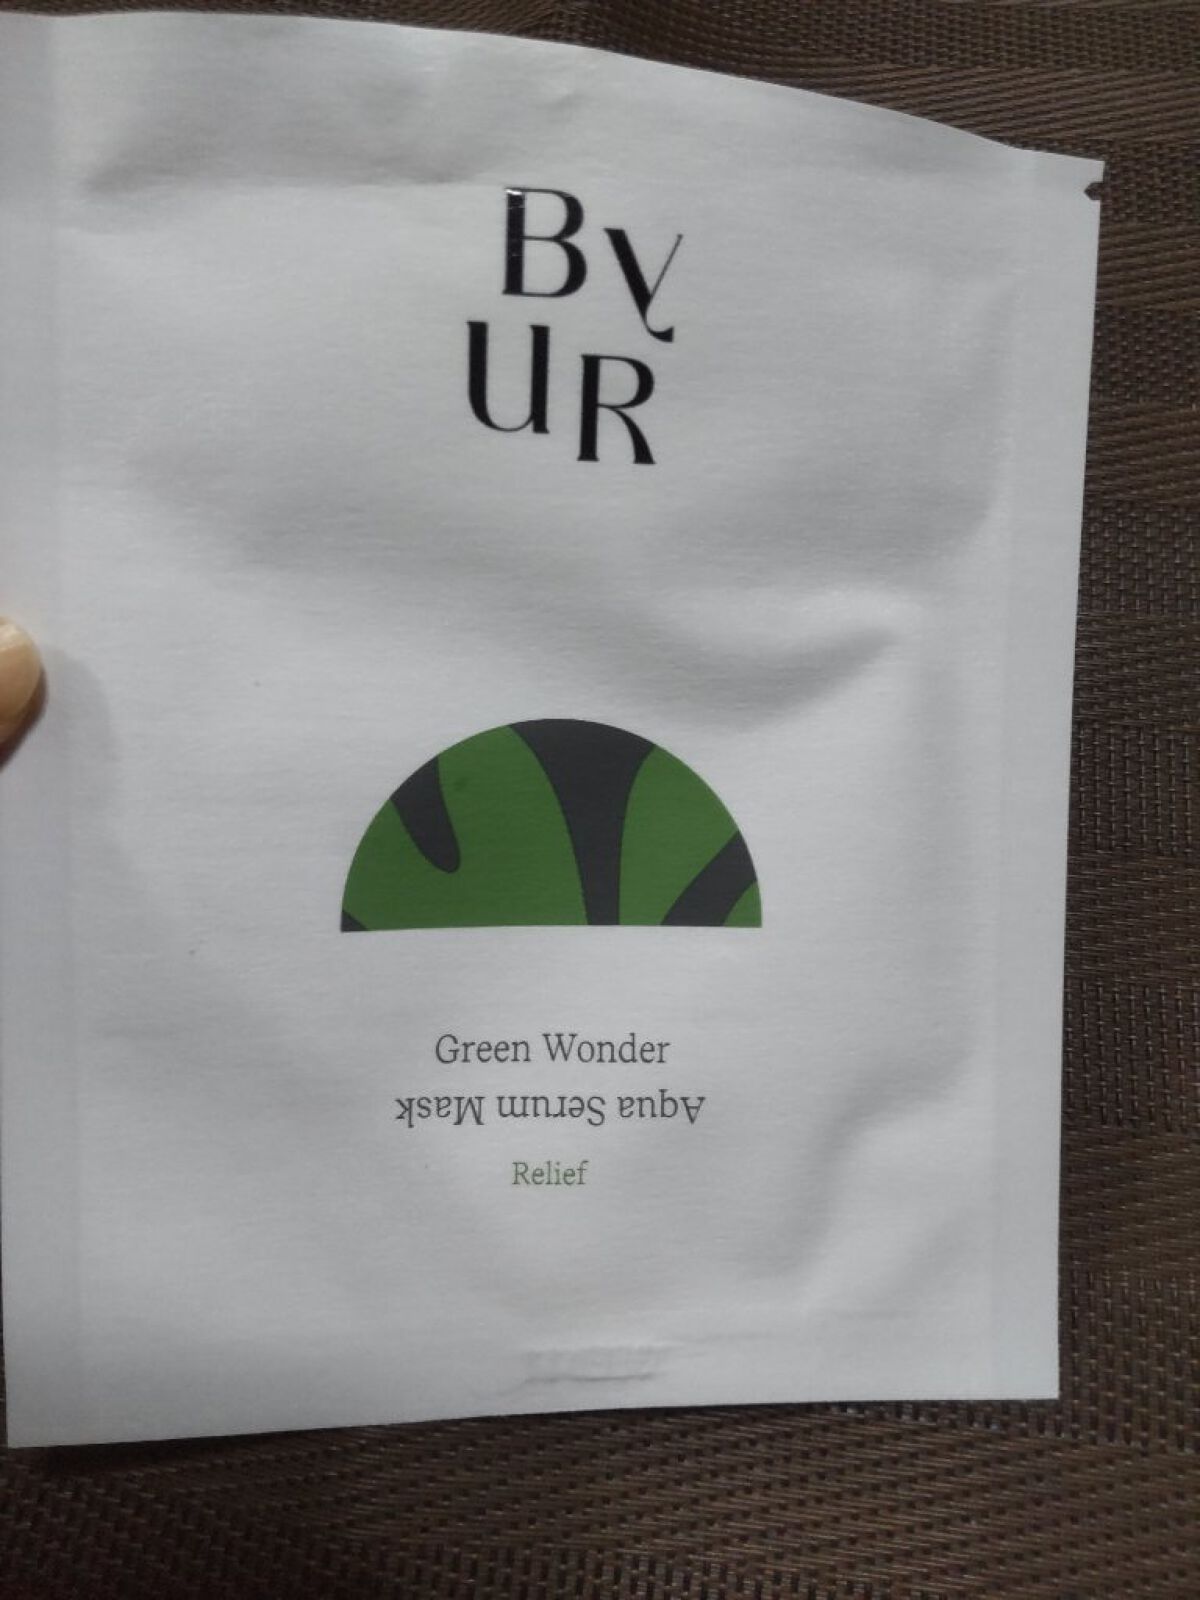 By
UR
Green Wonder
Aqua Serum Mask
Relief